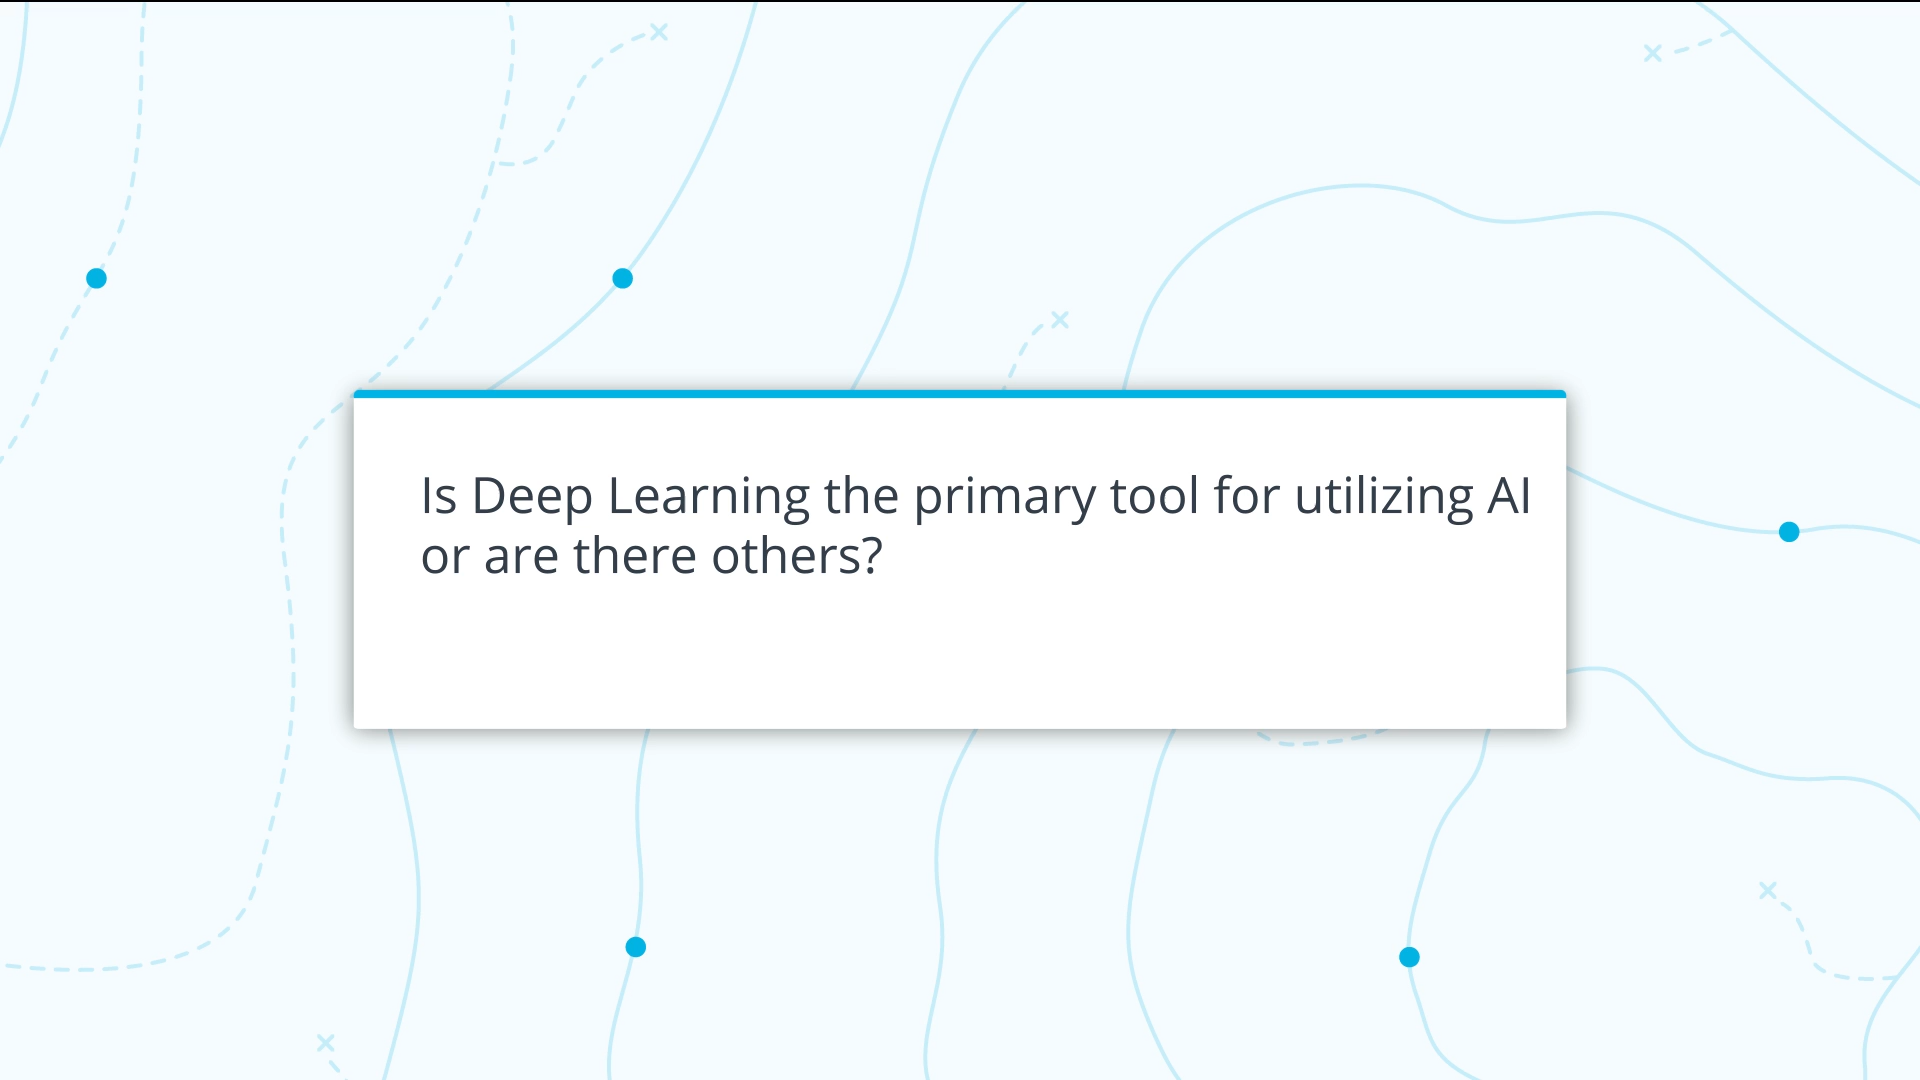 Is Deep Learning the primary tool for utilizing AI
or are there others?